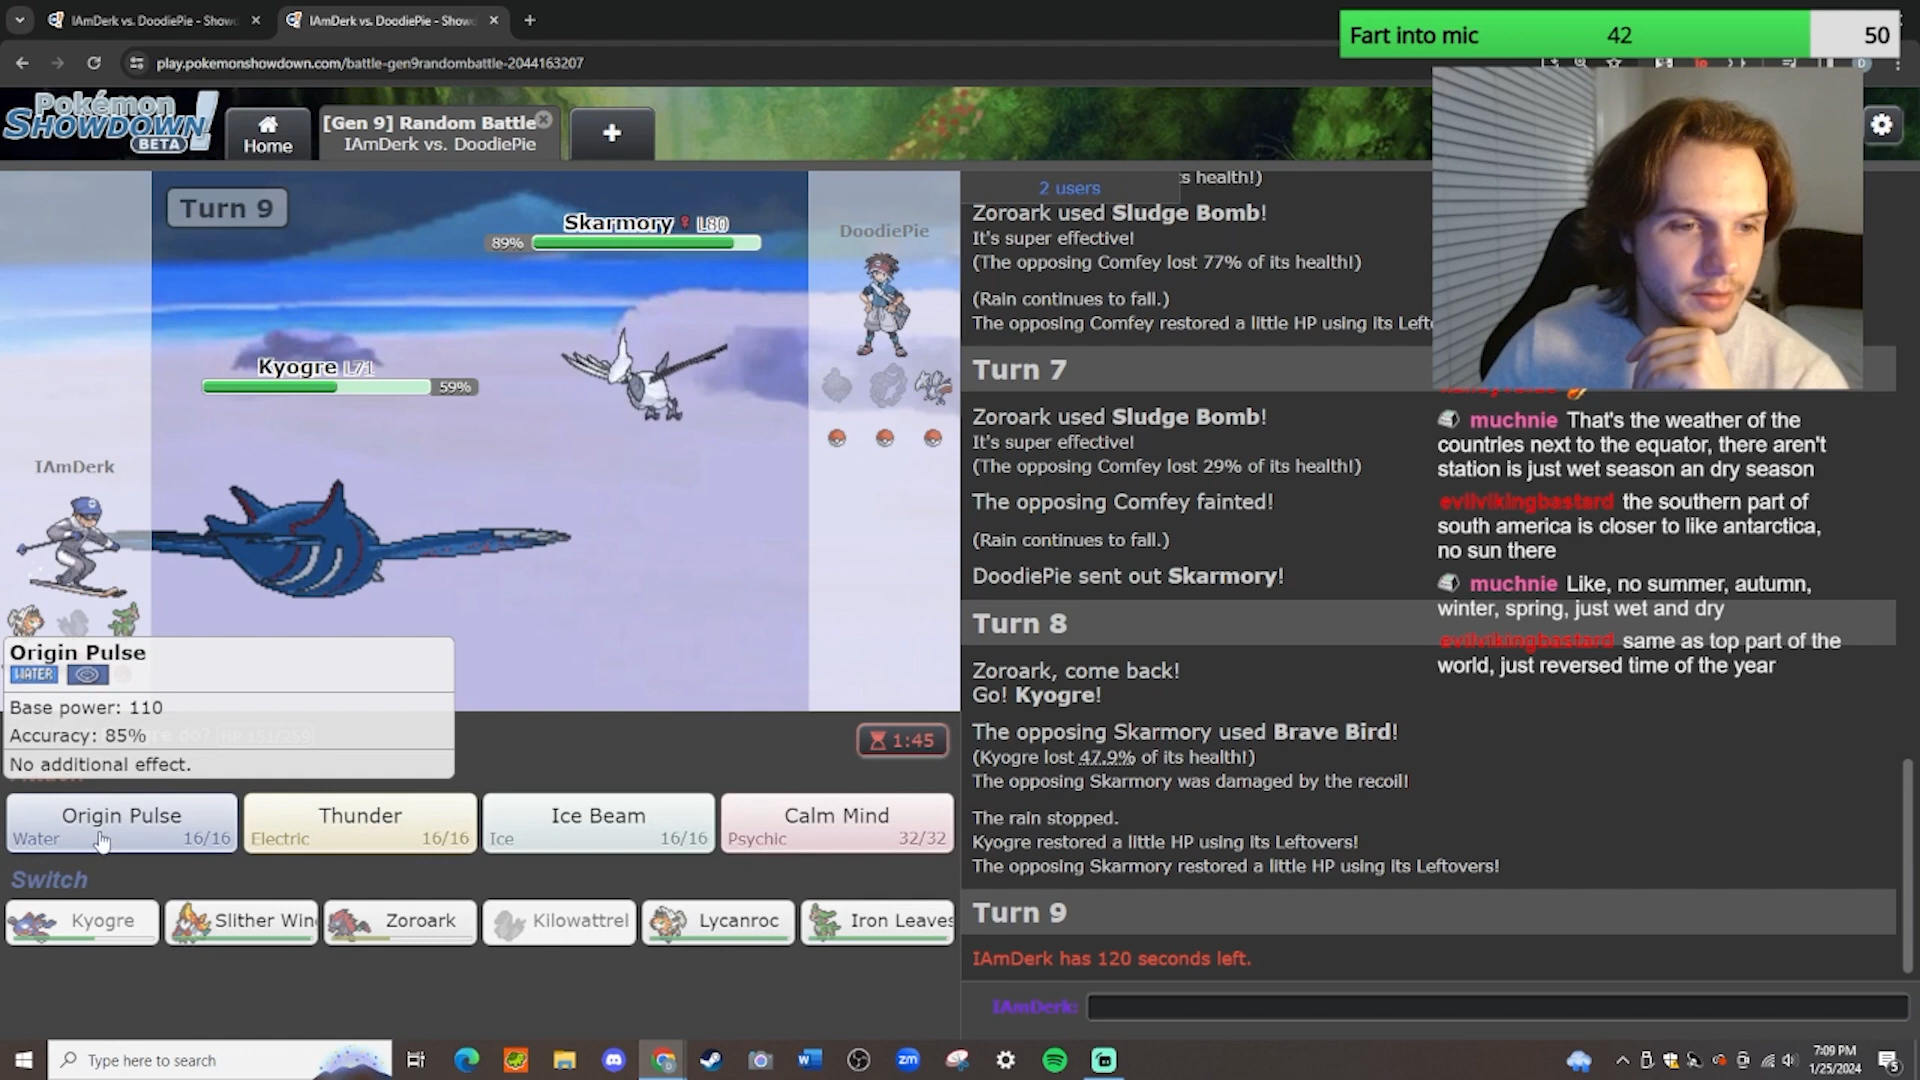 IAmDerk vs. DoodiePie - Show
IAmDerk vs. DoodiePie - Show
Fart into mic 42 50
play.pokemonshowdown.com/battle-gen9randombattle-2044163207
Pokémon
SHOWDOWN!
BETA
Home
[Gen 9] Random Battle
IAmDerk vs. DoodiePie
Turn 9
Skarmory L80
89%
DoodiePie
Kyogre L71
59%
IAmDerk
Origin Pulse
WATER
Base power: 110
Accuracy: 85%
No additional effect.
1:45
Origin Pulse
Water 16/16
Thunder
Electric 16/16
Ice Beam
Ice 16/16
Calm Mind
Psychic 32/32
Switch
Kyogre
Slither Win
Zoroark
Kilowattrel
Lycanroc
Iron Leaves
2 users
s health!)
Zoroark used Sludge Bomb!
It's super effective!
(The opposing Comfey lost 77% of its health!)
(Rain continues to fall.)
The opposing Comfey restored a little HP using its Lefto
Turn 7
Zoroark used Sludge Bomb!
It's super effective!
(The opposing Comfey lost 29% of its health!)
The opposing Comfey fainted!
(Rain continues to fall.)
DoodiePie sent out Skarmory!
Turn 8
Zoroark, come back!
Go! Kyogre!
The opposing Skarmory used Brave Bird!
(Kyogre lost 47.9% of its health!)
The opposing Skarmory was damaged by the recoil!
The rain stopped.
Kyogre restored a little HP using its Leftovers!
The opposing Skarmory restored a little HP using its Leftovers!
Turn 9
IAmDerk has 120 seconds left.
IAmDerk:
muchnie That's the weather of the
countries next to the equator, there aren't
station is just wet season an dry season
evilvikingbastard the southern part of
south america is closer to like antarctica,
no sun there
muchnie Like, no summer, autumn,
winter, spring, just wet and dry
evilvikingbastard same as top part of the
world, just reversed time of the year
Type here to search
zm
7:09 PM
1/25/2024
5